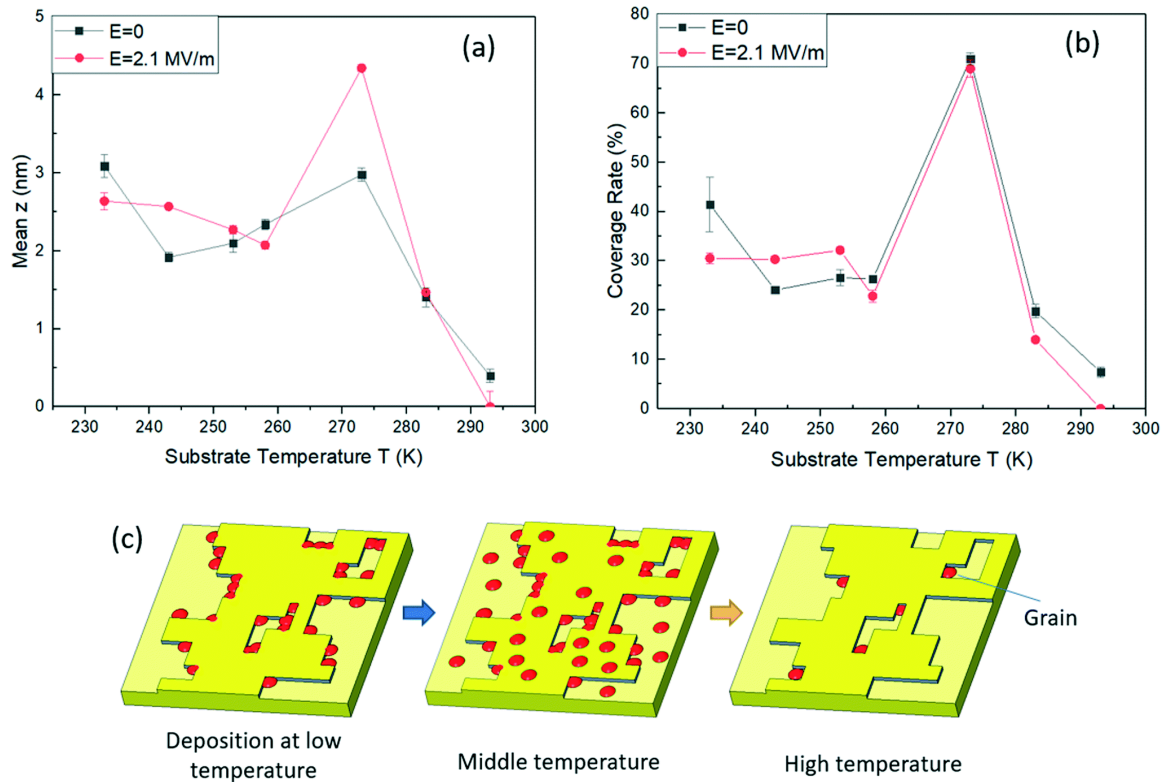 (a)
E=0
E=2.1 MV/m
Mean z (nm)
5
4
3
2
1
0
230 240 250 260 270 280 290 300
Substrate Temperature T (K)
(b)
E=0
E=2.1 MV/m
Coverage Rate (%)
80
70
60
50
40
30
20
10
0
230 240 250 260 270 280 290 300
Substrate Temperature T (K)
(c)
Grain
Deposition at low
temperature
Middle temperature
High temperature